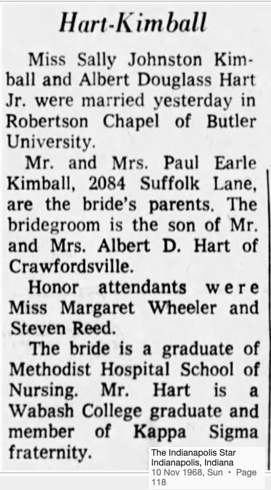 Hart-Kimball
Miss Sally Johnston Kim-
ball and Albert Douglass Hart
Jr. were married yesterday in
Robertson Chapel of Butler
University.
Mr. and Mrs. Paul Earle
Kimball, 2084 Suffolk Lane,
are the bride's parents. The
bridegroom is the son of Mr.
and Mrs. Albert D. Hart of
Crawfordsville.
Honor attendants were
Miss Margaret Wheeler and
Steven Reed.
The bride is a graduate of
Methodist Hospital School of
Nursing. Mr. Hart is a
Wabash College graduate and
member of Kappa Sigma
fraternity.
The Indianapolis Star
Indianapolis, Indiana
10 Nov 1968, Sun • Page
118